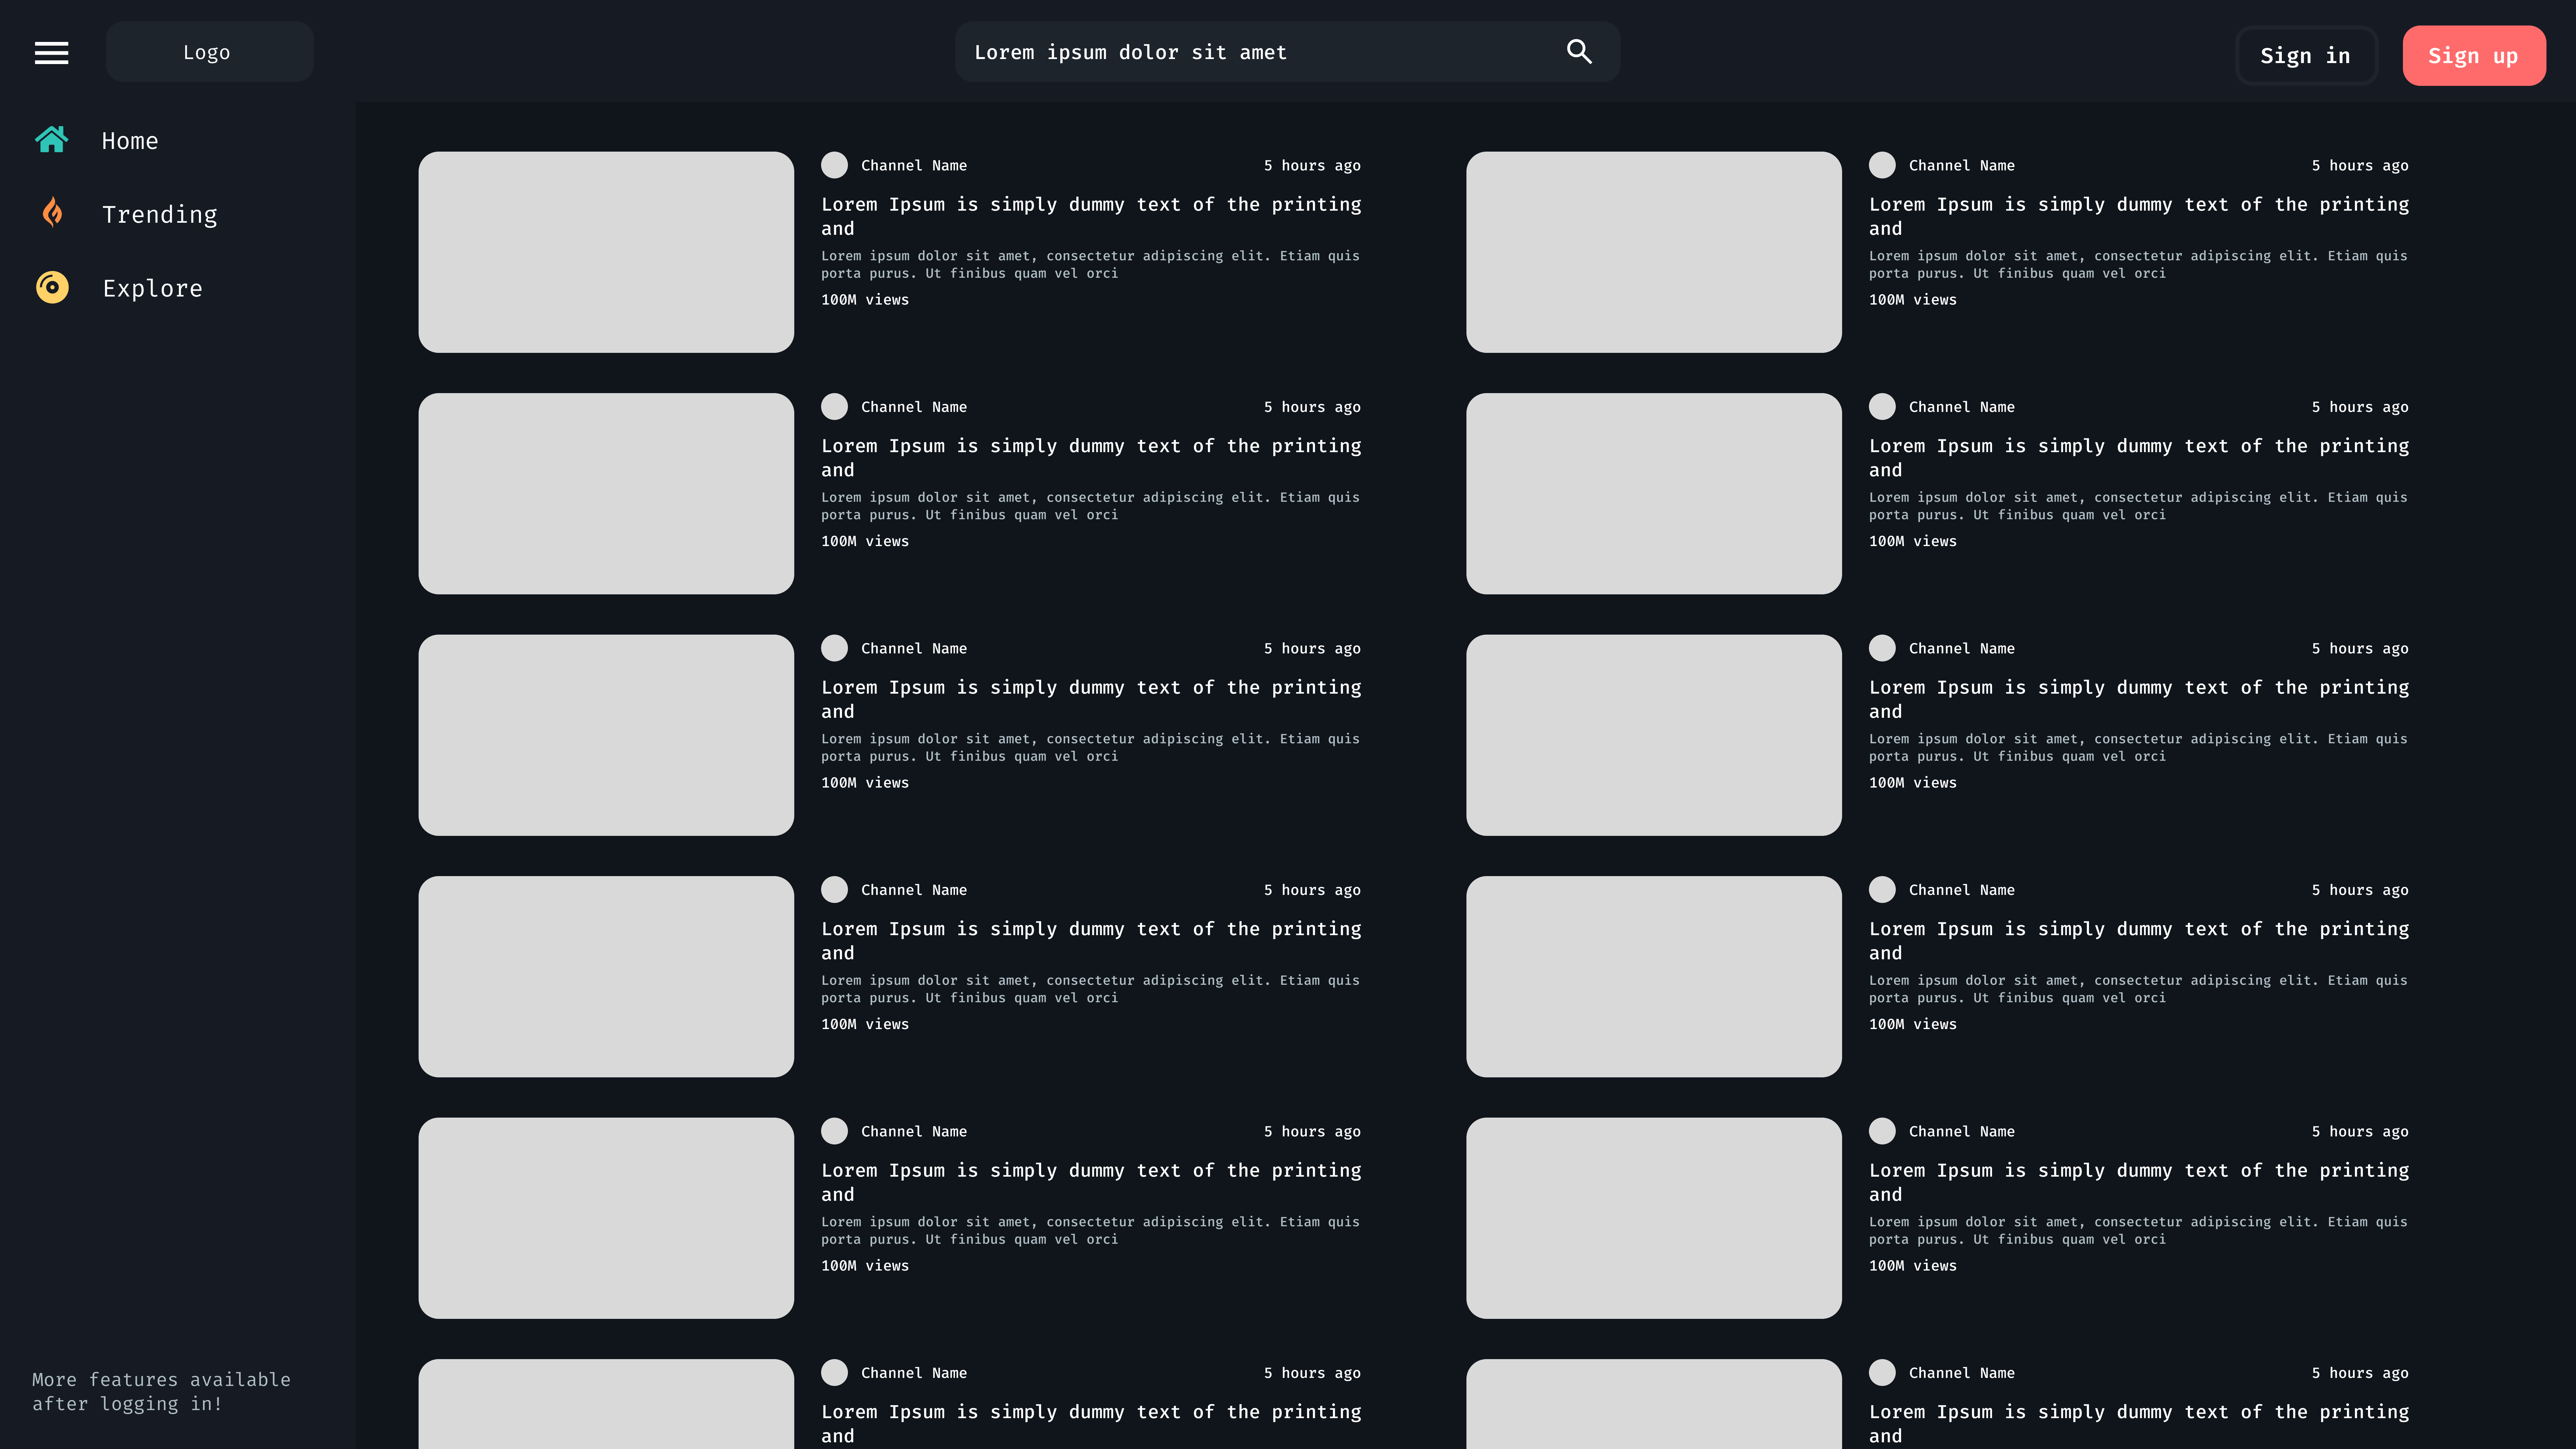 Logo
Lorem ipsum dolor sit amet
Sign in
Sign up
Home
Trending
Explore
More features available
after logging in!
Channel Name
5 hours ago
Lorem Ipsum is simply dummy text of the printing
and
Lorem ipsum dolor sit amet, consectetur adipiscing elit. Etiam quis
porta purus. Ut finibus quam vel orci
100M views
Channel Name
5 hours ago
Lorem Ipsum is simply dummy text of the printing
and
Lorem ipsum dolor sit amet, consectetur adipiscing elit. Etiam quis
porta purus. Ut finibus quam vel orci
100M views
Channel Name
5 hours ago
Lorem Ipsum is simply dummy text of the printing
and
Lorem ipsum dolor sit amet, consectetur adipiscing elit. Etiam quis
porta purus. Ut finibus quam vel orci
100M views
Channel Name
5 hours ago
Lorem Ipsum is simply dummy text of the printing
and
Lorem ipsum dolor sit amet, consectetur adipiscing elit. Etiam quis
porta purus. Ut finibus quam vel orci
100M views
Channel Name
5 hours ago
Lorem Ipsum is simply dummy text of the printing
and
Lorem ipsum dolor sit amet, consectetur adipiscing elit. Etiam quis
porta purus. Ut finibus quam vel orci
100M views
Channel Name
5 hours ago
Lorem Ipsum is simply dummy text of the printing
and
Lorem ipsum dolor sit amet, consectetur adipiscing elit. Etiam quis
porta purus. Ut finibus quam vel orci
100M views
Channel Name
5 hours ago
Lorem Ipsum is simply dummy text of the printing
and
Lorem ipsum dolor sit amet, consectetur adipiscing elit. Etiam quis
porta purus. Ut finibus quam vel orci
100M views
Channel Name
5 hours ago
Lorem Ipsum is simply dummy text of the printing
and
Lorem ipsum dolor sit amet, consectetur adipiscing elit. Etiam quis
porta purus. Ut finibus quam vel orci
100M views
Channel Name
5 hours ago
Lorem Ipsum is simply dummy text of the printing
and
Lorem ipsum dolor sit amet, consectetur adipiscing elit. Etiam quis
porta purus. Ut finibus quam vel orci
100M views
Channel Name
5 hours ago
Lorem Ipsum is simply dummy text of the printing
and
Lorem ipsum dolor sit amet, consectetur adipiscing elit. Etiam quis
porta purus. Ut finibus quam vel orci
100M views
Channel Name
5 hours ago
Lorem Ipsum is simply dummy text of the printing
and
Channel Name
5 hours ago
Lorem Ipsum is simply dummy text of the printing
and